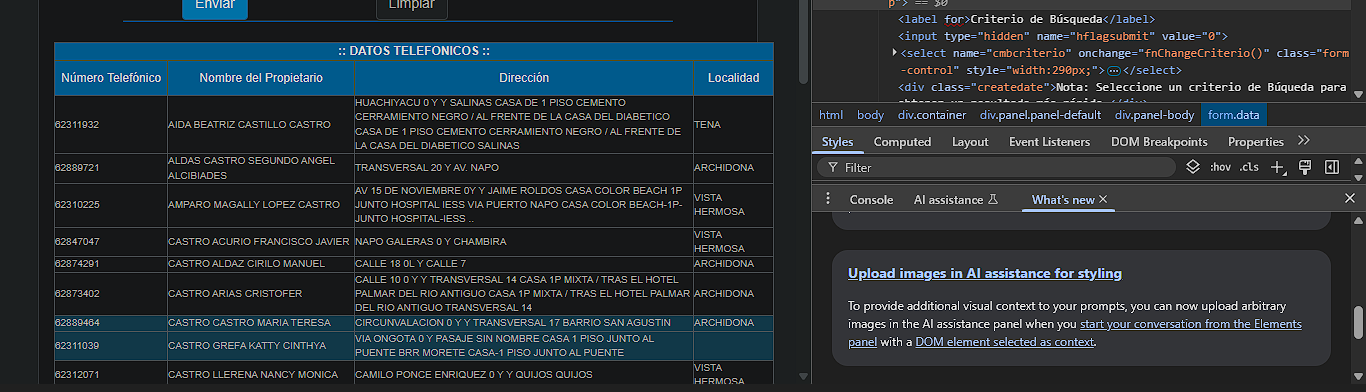 Enviar
Limpiar
:: DATOS TELEFONICOS ::
Número Telefónico Nombre del Propietario Dirección Localidad
62311932 AIDA BEATRIZ CASTILLO CASTRO HUACHIYACU 0 Y Y SALINAS CASA DE 1 PISO CEMENTO
CERRAMIENTO NEGRO / AL FRENTE DE LA CASA DEL DIABETICO
CASA DE 1 PISO CEMENTO CERRAMIENTO NEGRO / AL FRENTE DE
LA CASA DEL DIABETICO SALINAS TENA
62889721 ALDAS CASTRO SEGUNDO ANGEL
ALCIBIADES TRANSVERSAL 20 Y AV. NAPO ARCHIDONA
62310225 AMPARO MAGALLY LOPEZ CASTRO AV 15 DE NOVIEMBRE 0Y Y JAIME ROLDOS CASA COLOR BEACH 1P
JUNTO HOSPITAL IESS VIA PUERTO NAPO CASA COLOR BEACH-1P-
JUNTO HOSPITAL-IESS .. VISTA
HERMOSA
62847047 CASTRO ACURIO FRANCISCO JAVIER NAPO GALERAS 0 Y CHAMBIRA VISTA
HERMOSA
62874291 CASTRO ALDAZ CIRILO MANUEL CALLE 18 0L Y CALLE 7 ARCHIDONA
62873402 CASTRO ARIAS CRISTOFER CALLE 10 0 Y Y TRANSVERSAL 14 CASA 1P MIXTA / TRAS EL HOTEL
PALMAR DEL RIO ANTIGUO CASA 1P MIXTA / TRAS EL HOTEL PALMAR
DEL RIO ANTIGUO TRANSVERSAL 14 ARCHIDONA
62889464 CASTRO CASTRO MARIA TERESA CIRCUNVALACION 0 Y Y TRANSVERSAL 17 BARRIO SAN AGUSTIN ARCHIDONA
62311039 CASTRO GREFA KATTY CINTHYA VIA ONGOTA 0 Y PASAJE SIN NOMBRE CASA 1 PISO JUNTO AL
PUENTE BRR MORETE CASA-1 PISO JUNTO AL PUENTE
62312071 CASTRO LLERENA NANCY MONICA CAMILO PONCE ENRIQUEZ 0 Y Y QUIJOS QUIJOS VISTA
HERMOSA
p"> == $0
<label for>Criterio de Búsqueda</label>
<input type="hidden" name="hflagsubmit" value="0">
<select name="cmbcriterio" onchange="fnChangeCriterio()" class="form
-control" style="width:290px;">…</select>
<div class="createdate">Nota: Seleccione un criterio de Búqueda para
html body div.container div.panel.panel-default div.panel-body form.data
Styles Computed Layout Event Listeners DOM Breakpoints Properties
Filter :hov .cls
Console AI assistance What's new
Upload images in AI assistance for styling
To provide additional visual context to your prompts, you can now upload arbitrary
images in the AI assistance panel when you start your conversation from the Elements
panel with a DOM element selected as context.